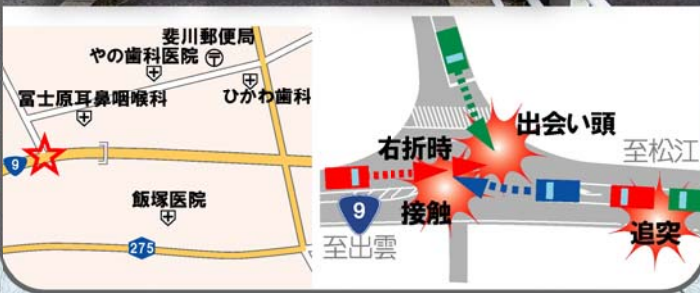 斐川郵便局
やの歯科医院
冨士原耳鼻咽喉科
ひかわ歯科
9
飯塚医院
275
出会い頭
右折時
至松江
9
接触
至出雲
追突